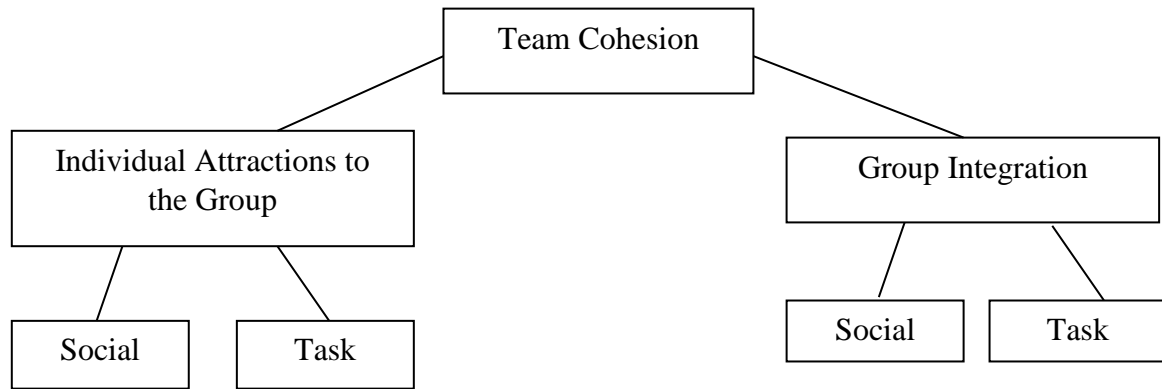 Team Cohesion
Individual Attractions to
the Group
Group Integration
Social
Task
Social
Task